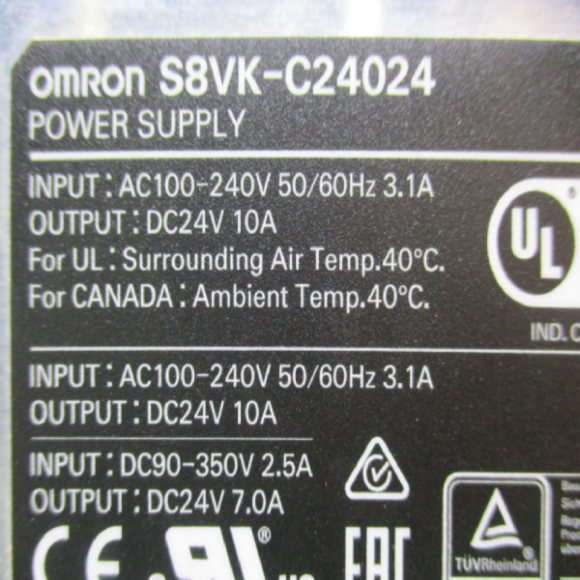 omron S8VK-C24024
POWER SUPPLY
INPUT : AC100-240V 50/60Hz 3.1A
OUTPUT : DC24V 10A
For UL : Surrounding Air Temp.40°C.
For CANADA : Ambient Temp.40°C.
UL
IND. C
INPUT : AC100-240V 50/60Hz 3.1A
OUTPUT : DC24V 10A
INPUT : DC90-350V 2.5A
OUTPUT : DC24V 7.0A
CE ® EAC
TÜVRheinland